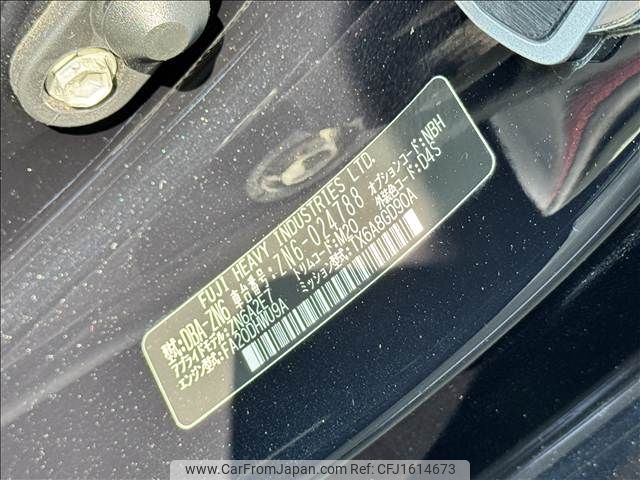 FUJI HEAVY INDUSTRIES LTD.
型式:DBA-ZN6 車台番号:ZN6-024788
アプライドモデル:ZN6A2E7 トリムコード:M20 オプションコード:NBH
エンジン型式:FA20DHWU9A ミッション型式:TX6ABGD90A 外装色コード:D4S
www.CarFromJapan.com - REF: CFJ1614673